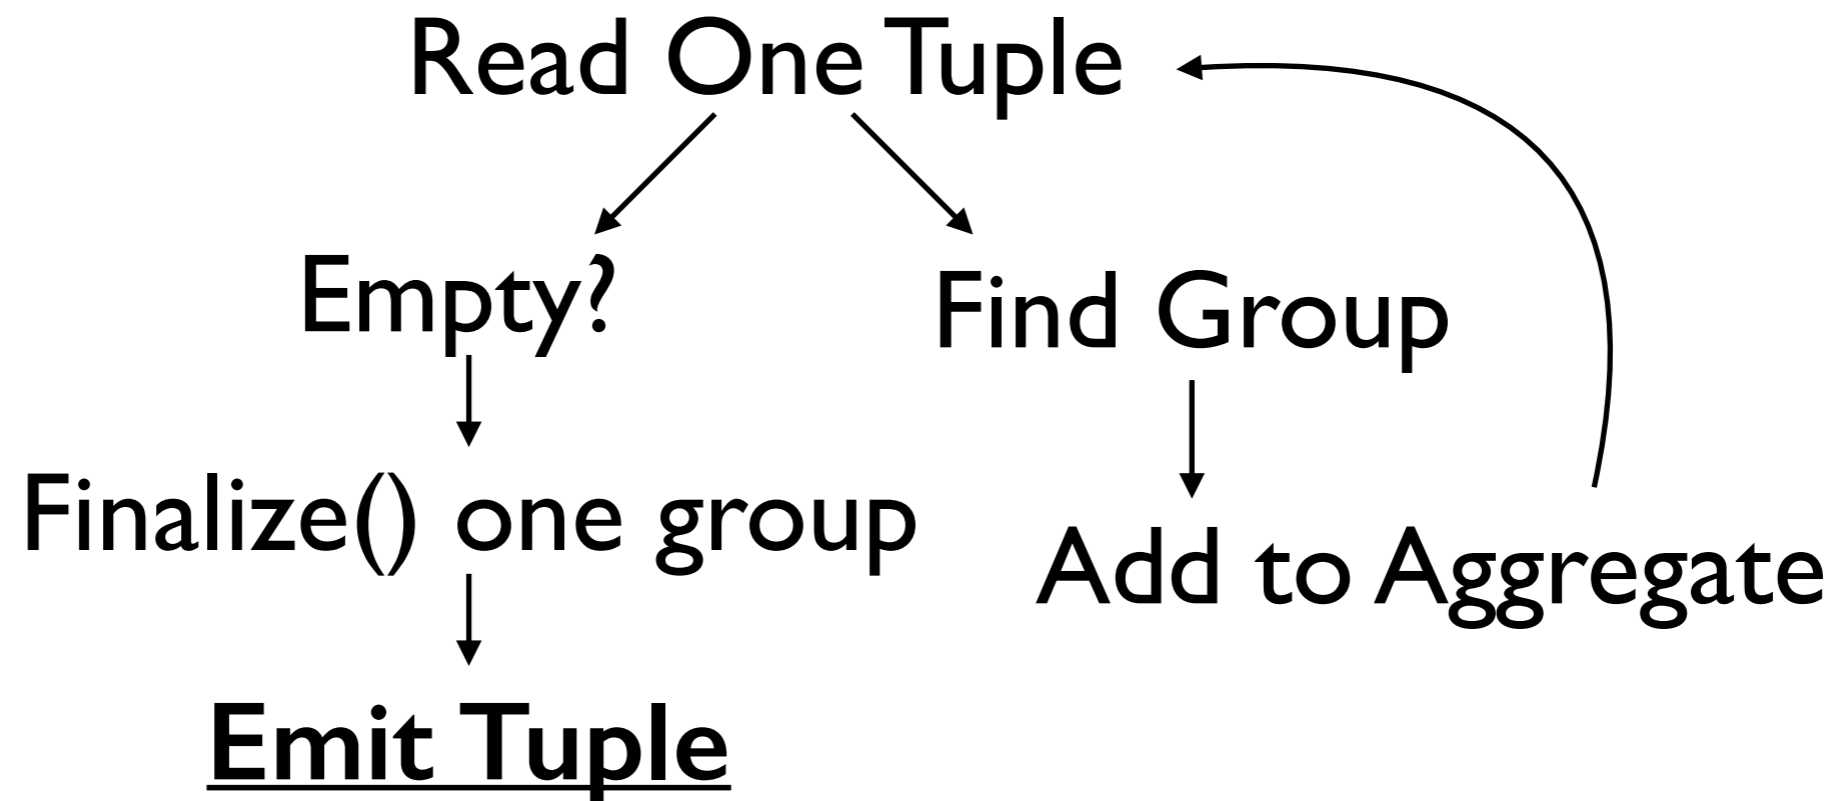 Read One Tuple
Empty?
Find Group
Finalize() one group
Add to Aggregate
Emit Tuple